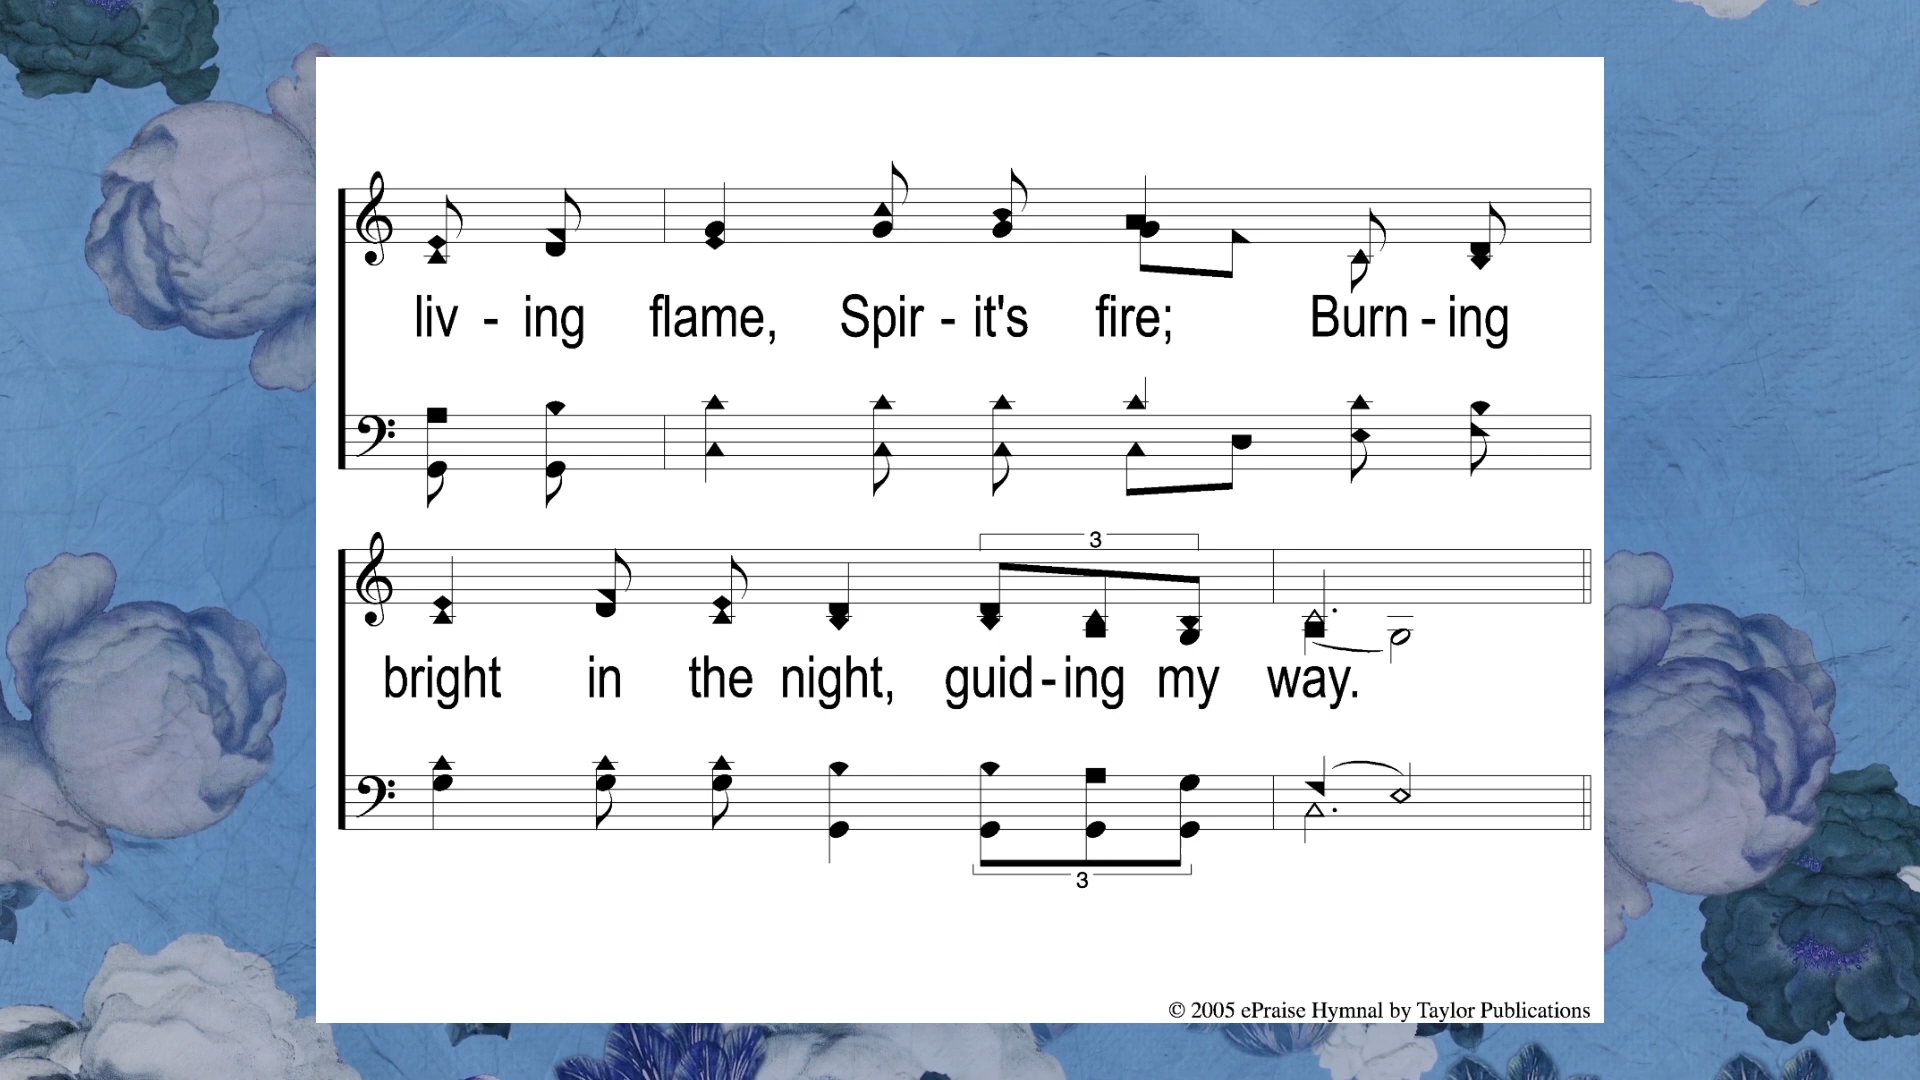 liv - ing flame, Spir - it's fire; Burn - ing
3
bright in the night, guid - ing my way.
3
© 2005 ePraise Hymnal by Taylor Publications